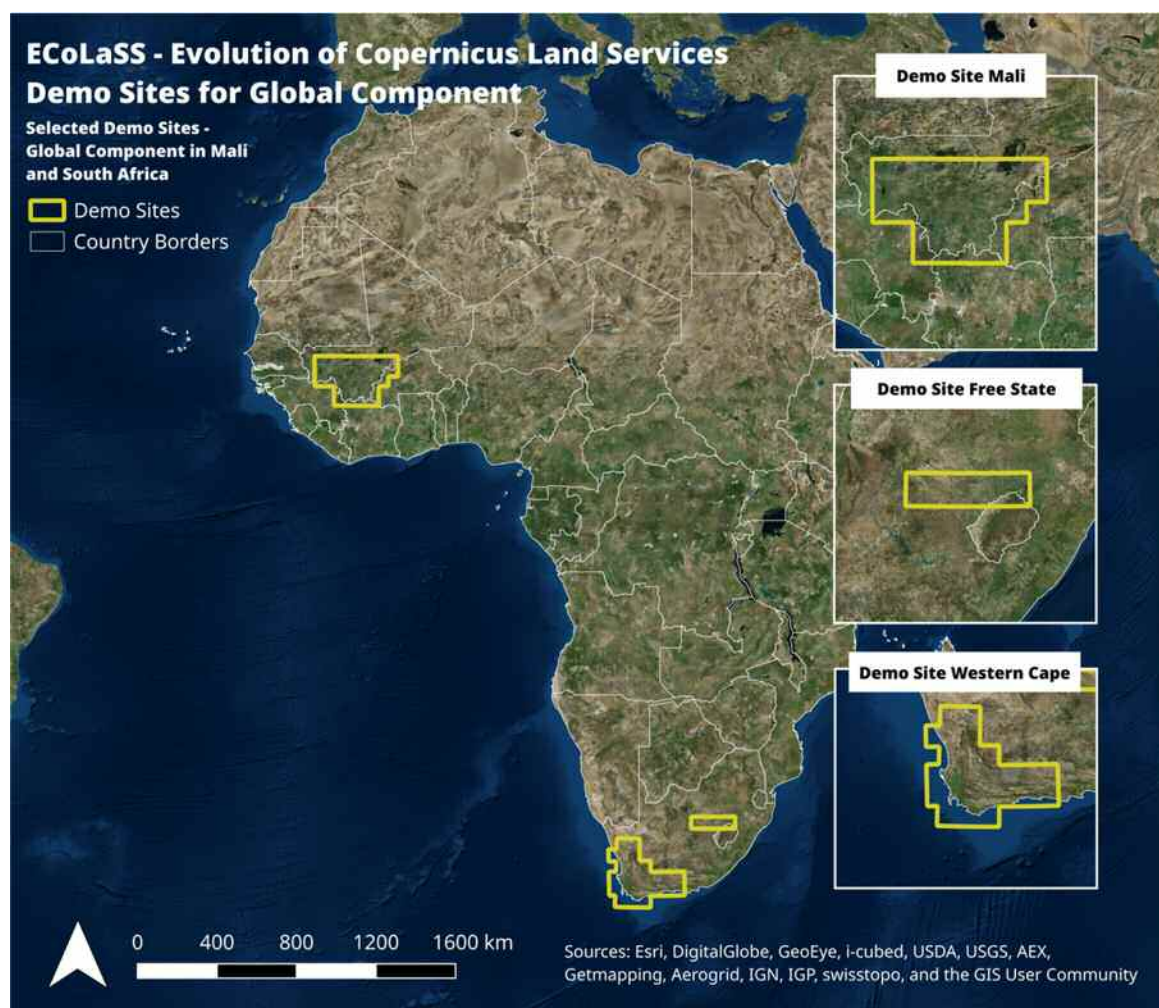 ECoLaSS - Evolution of Copernicus Land Services
Demo Sites for Global Component
Selected Demo Sites -
Global Component in Mali
and South Africa
Demo Sites
Country Borders
Demo Site Mali
Demo Site Free State
Demo Site Western Cape
0 400 800 1200 1600 km
Sources: Esri, DigitalGlobe, GeoEye, i-cubed, USDA, USGS, AEX,
Getmapping, Aerogrid, IGN, IGP, swisstopo, and the GIS User Community